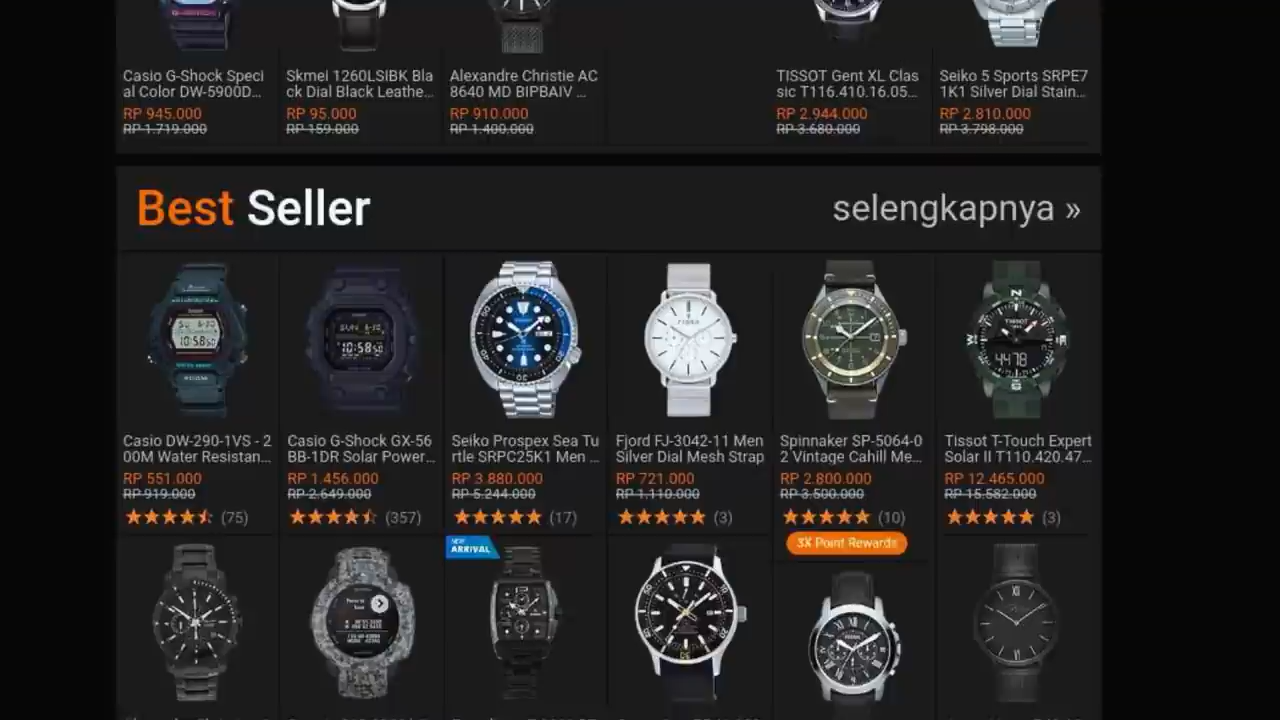 Casio G-Shock Speci
al Color DW-5900D...
RP 945.000
RP 1.719.000
Skmei 1260LSIBK Bla
ck Dial Black Leathe...
RP 95.000
RP 159.000
Alexandre Christie AC
8640 MD BIPBAIV ...
RP 910.000
RP 1.400.000
TISSOT Gent XL Clas
sic T116.410.16.05...
RP 2.944.000
RP 3.680.000
Seiko 5 Sports SRPE7
1K1 Silver Dial Stain...
RP 2.810.000
RP 3.798.000
Best Seller
selengkapnya »
Casio DW-290-1VS - 2
00M Water Resistan...
RP 551.000
RP 919.000
(75)
Casio G-Shock GX-56
BB-1DR Solar Power...
RP 1.456.000
RP 2.649.000
(357)
Seiko Prospex Sea Tu
rtle SRPC25K1 Men ...
RP 3.880.000
RP 5.244.000
(17)
Fjord FJ-3042-11 Men
Silver Dial Mesh Strap
RP 721.000
RP 1.110.000
(3)
Spinnaker SP-5064-0
2 Vintage Cahill Me...
RP 2.800.000
RP 3.500.000
(10)
Tissot T-Touch Expert
Solar II T110.420.47...
RP 12.465.000
RP 15.582.000
(3)
NEW
ARRIVAL
3X Point Rewards